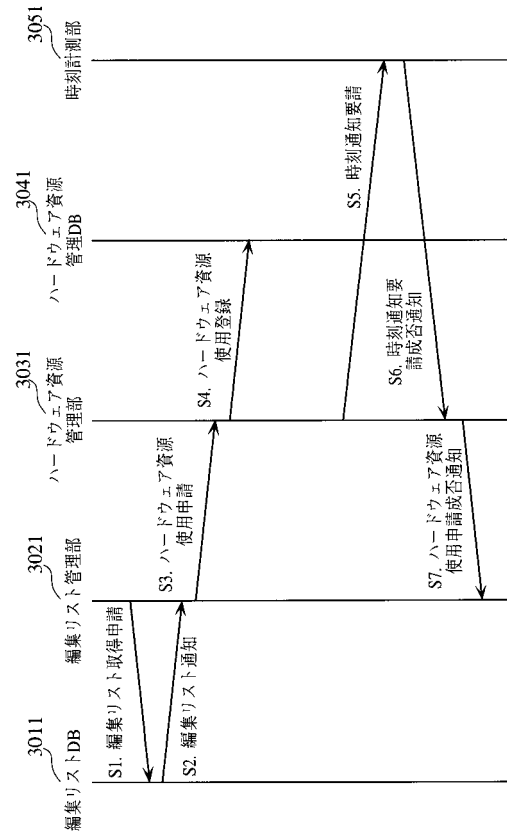 3011
編集リストDB
3021
編集リスト管理部
3031
ハードウェア資源
管理部
3041
ハードウェア資源
管理DB
3051
時刻計測部
S1. 編集リスト取得申請
S2. 編集リスト通知
S3. ハードウェア資源
使用申請
S4. ハードウェア資源
使用登録
S5. 時刻通知要請
S6. 時刻通知要
請成否通知
S7. ハードウェア資源
使用申請成否通知